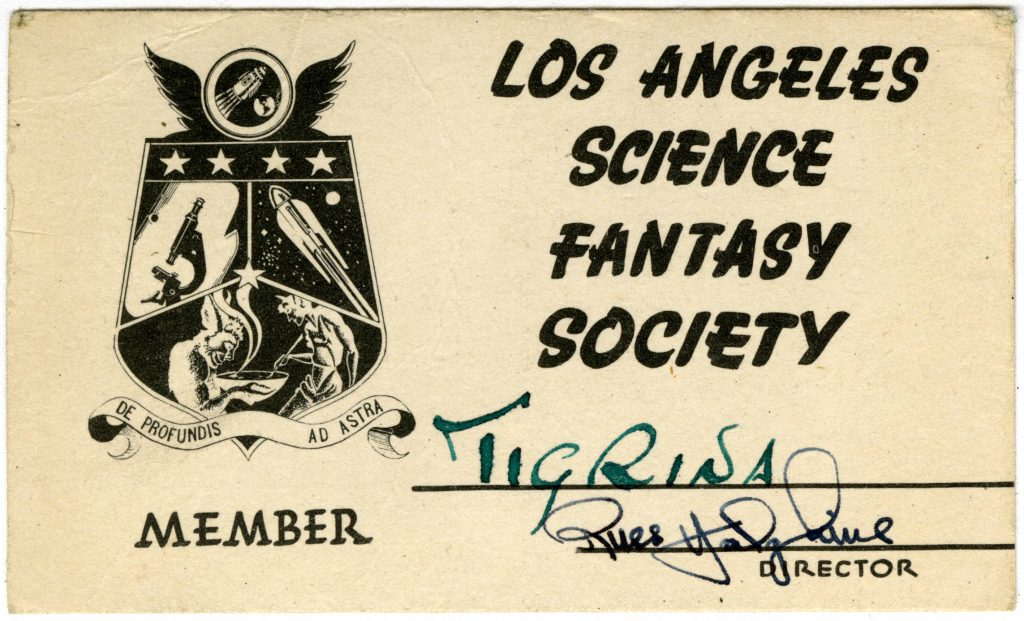 LOS ANGELES
SCIENCE
FANTASY
SOCIETY
DE PROFUNDIS AD ASTRA
MEMBER
TIGRINA
DIRECTOR